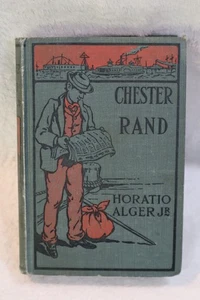 CHESTER
RAND
HORATIO
ALGER JR